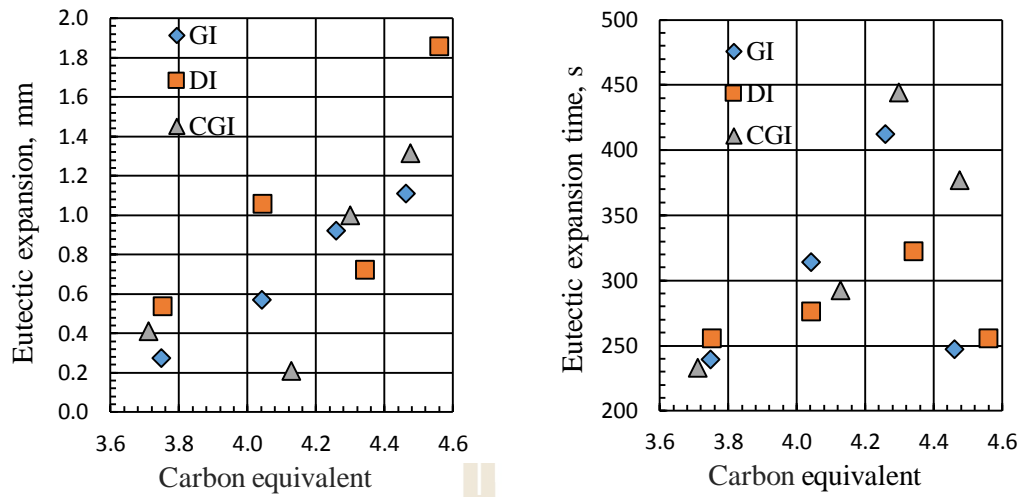 Eutectic expansion, mm
2.0
1.8
1.6
1.4
1.2
1.0
0.8
0.6
0.4
0.2
0.0
GI
DI
CGI
3.6 3.8 4.0 4.2 4.4 4.6
Carbon equivalent
Eutectic expansion time, s
500
450
400
350
300
250
200
GI
DI
CGI
3.6 3.8 4.0 4.2 4.4 4.6
Carbon equivalent